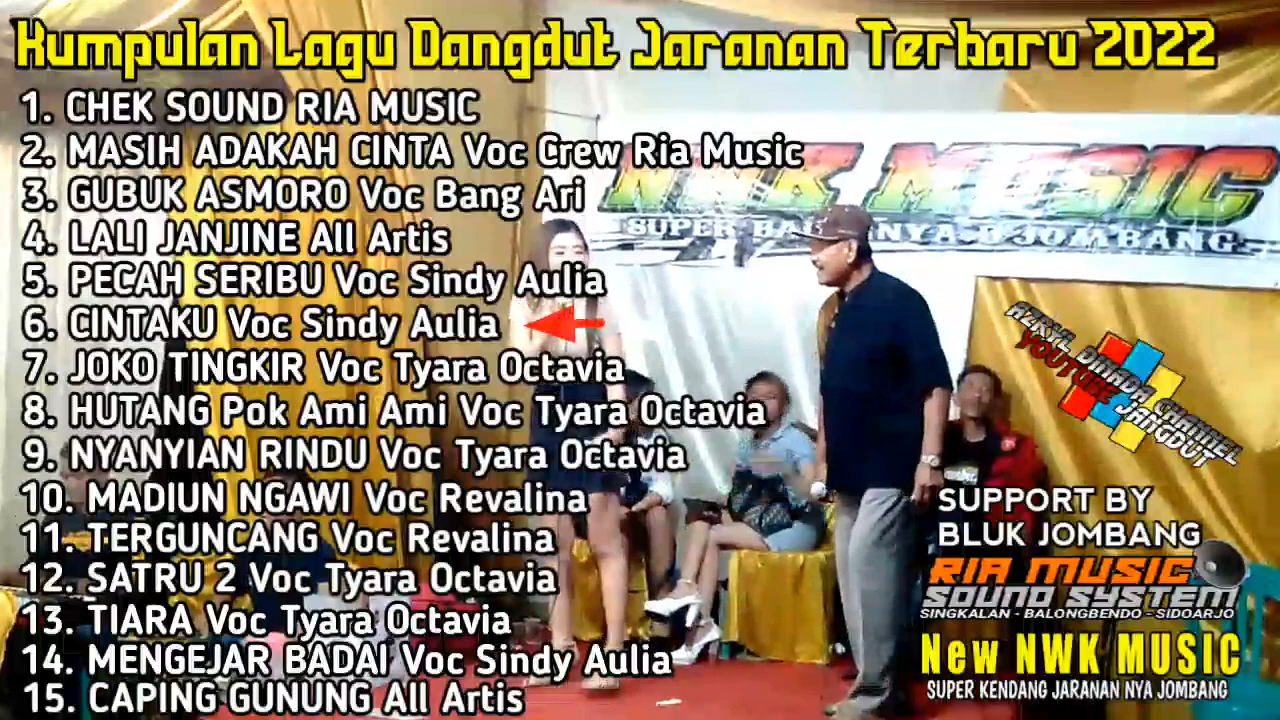 Kumpulan Lagu Dangdut Jaranan Terbaru 2022
1. CHEK SOUND RIA MUSIC
2. MASIH ADAKAH CINTA Voc Crew Ria Music
3. GUBUK ASMORO Voc Bang Ari
4. LALI JANJINE All Artis
5. PECAH SERIBU Voc Sindy Aulia
6. CINTAKU Voc Sindy Aulia
7. JOKO TINGKIR Voc Tyara Octavia
8. HUTANG Pok Ami Ami Voc Tyara Octavia
9. NYANYIAN RINDU Voc Tyara Octavia
10. MADIUN NGAWI Voc Revalina
11. TERGUNCANG Voc Revalina
12. SATRU 2 Voc Tyara Octavia
13. TIARA Voc Tyara Octavia
14. MENGEJAR BADAI Voc Sindy Aulia
15. CAPING GUNUNG All Artis
NWK MUSIC
SUPER JOMBANG
AZRIL DMADA CHANNEL
YOUTUBE JANGDUT
SUPPORT BY
BLUK JOMBANG
RIA MUSIC
SOUND SYSTEM
SINGKALAN - BALONGBENDO - SIDOARJO
New NWK MUSIC
SUPER KENDANG JARANAN NYA JOMBANG